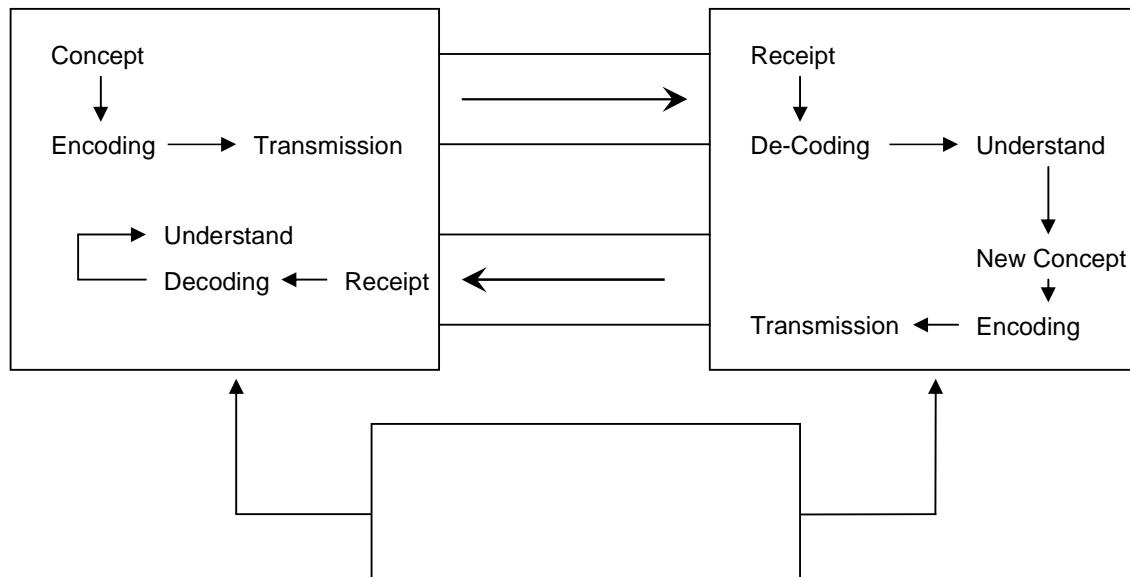 Concept
Encoding Transmission
Understand
Decoding Receipt
Receipt
De-Coding Understand
New Concept
Transmission Encoding